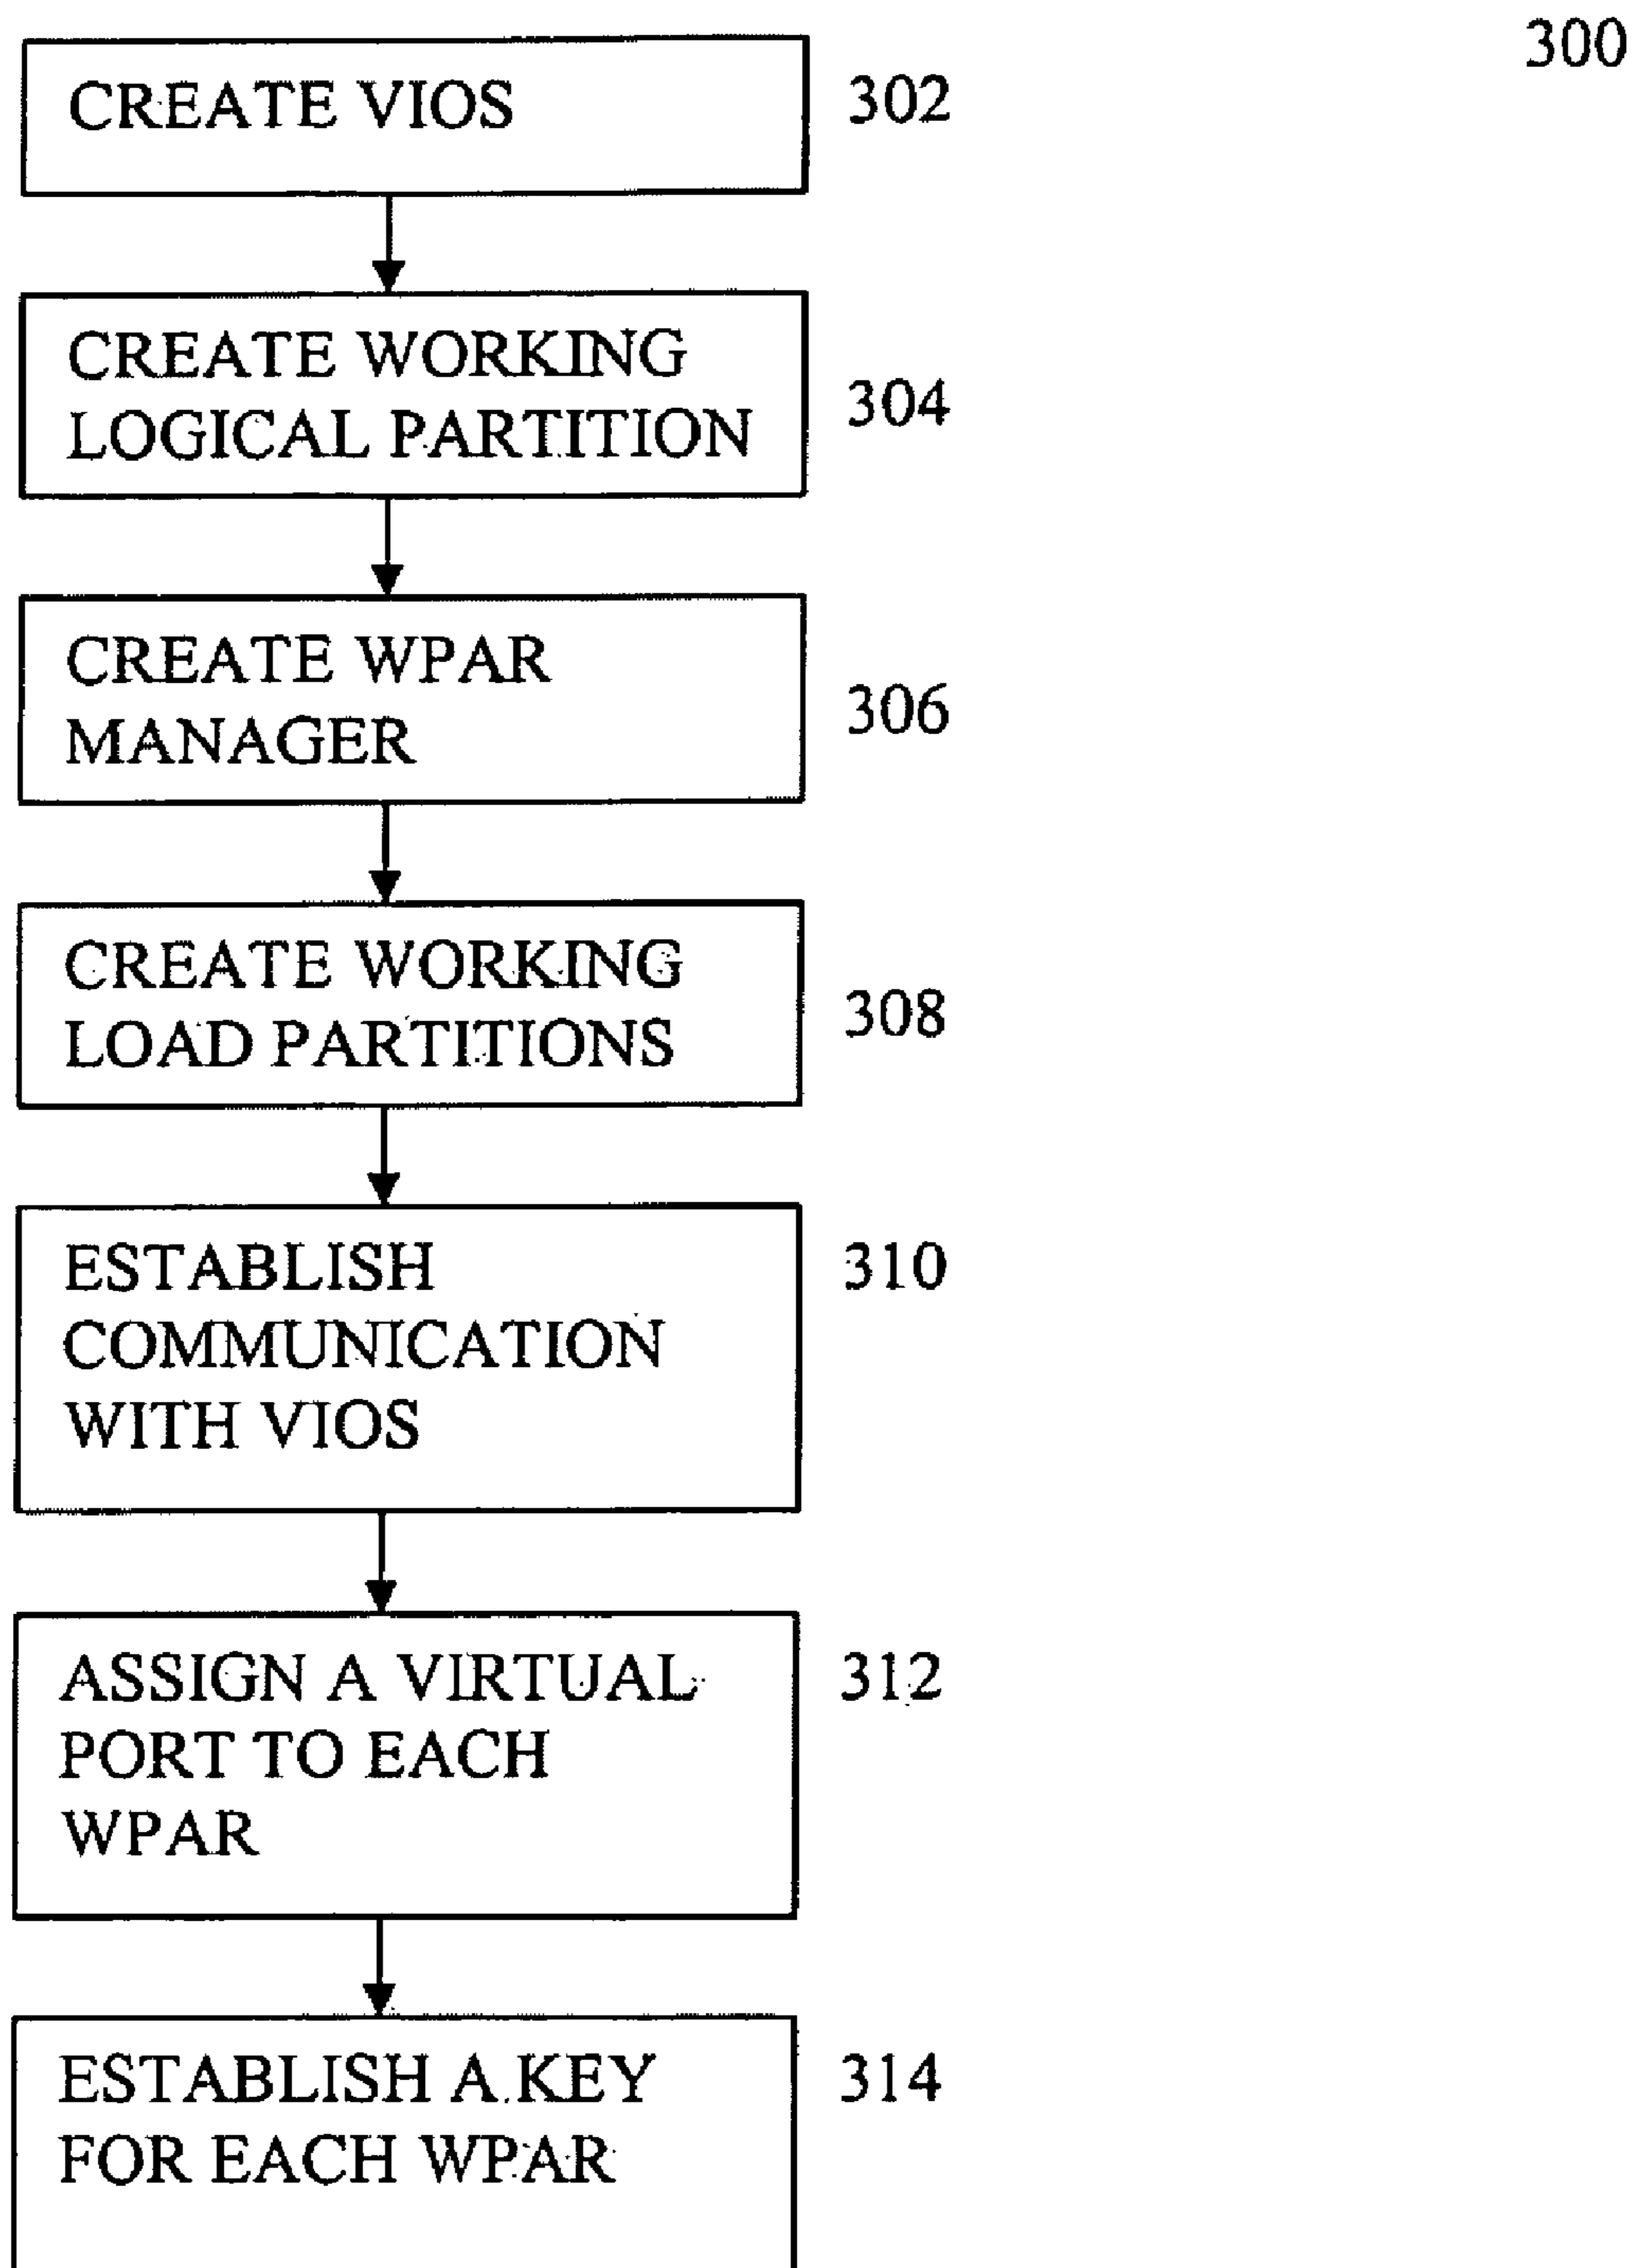 300
CREATE VIOS
302
CREATE WORKING
LOGICAL PARTITION
304
CREATE WPAR
MANAGER
306
CREATE WORKING
LOAD PARTITIONS
308
ESTABLISH
COMMUNICATION
WITH VIOS
310
ASSIGN A VIRTUAL
PORT TO EACH
WPAR
312
ESTABLISH A KEY
FOR EACH WPAR
314